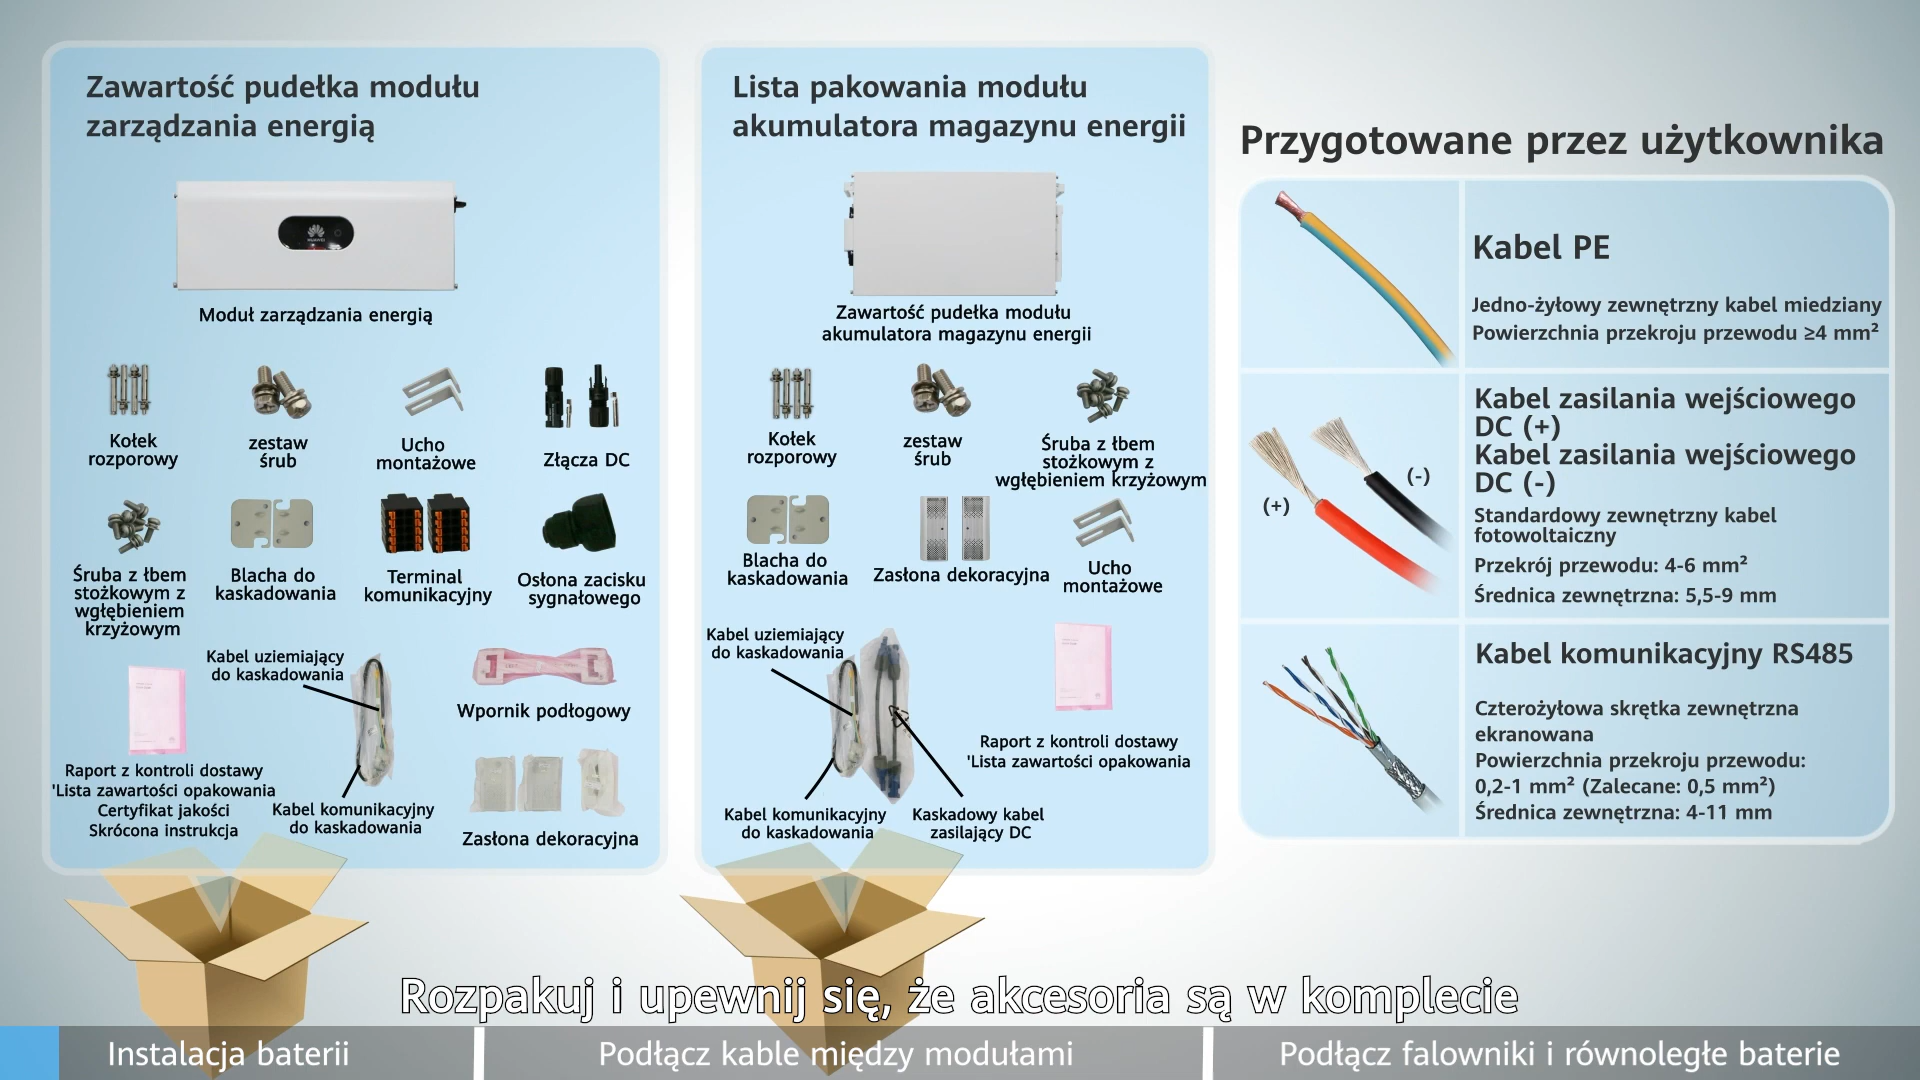 Zawartość pudełka modułu
zarządzania energią
HUAWEI
Moduł zarządzania energią
Kołek
rozporowy
zestaw
śrub
Ucho
montażowe
Złącza DC
Śruba z łbem
stożkowym z
wgłębieniem
krzyżowym
Blacha do
kaskadowania
Terminal
komunikacyjny
Osłona zacisku
sygnałowego
Kabel uziemiający
do kaskadowania
Wpornik podłogowy
Raport z kontroli dostawy
'Lista zawartości opakowania
Certyfikat jakości
Skrócona instrukcja
Kabel komunikacyjny
do kaskadowania
Zasłona dekoracyjna
Lista pakowania modułu
akumulatora magazynu energii
Zawartość pudełka modułu
akumulatora magazynu energii
Kołek
rozporowy
zestaw
śrub
Śruba z łbem
stożkowym z
wgłębieniem krzyżowym
Blacha do
kaskadowania
Zasłona dekoracyjna
Ucho
montażowe
Kabel uziemiający
do kaskadowania
Raport z kontroli dostawy
'Lista zawartości opakowania
Kabel komunikacyjny
do kaskadowania
Kaskadowy kabel
zasilający DC
Przygotowane przez użytkownika
Kabel PE
Jedno-żyłowy zewnętrzny kabel miedziany
Powierzchnia przekroju przewodu ≥4 mm²
(+)
(-)
Kabel zasilania wejściowego
DC (+)
Kabel zasilania wejściowego
DC (-)
Standardowy zewnętrzny kabel
fotowoltaiczny
Przekrój przewodu: 4-6 mm²
Średnica zewnętrzna: 5,5-9 mm
Kabel komunikacyjny RS485
Czterożyłowa skrętka zewnętrzna
ekranowana
Powierzchnia przekroju przewodu:
0,2-1 mm² (Zalecane: 0,5 mm²)
Średnica zewnętrzna: 4-11 mm
Rozpakuj i upewnij się, że akcesoria są w komplecie
Instalacja baterii
Podłącz kable między modułami
Podłącz falowniki i równoległe baterie